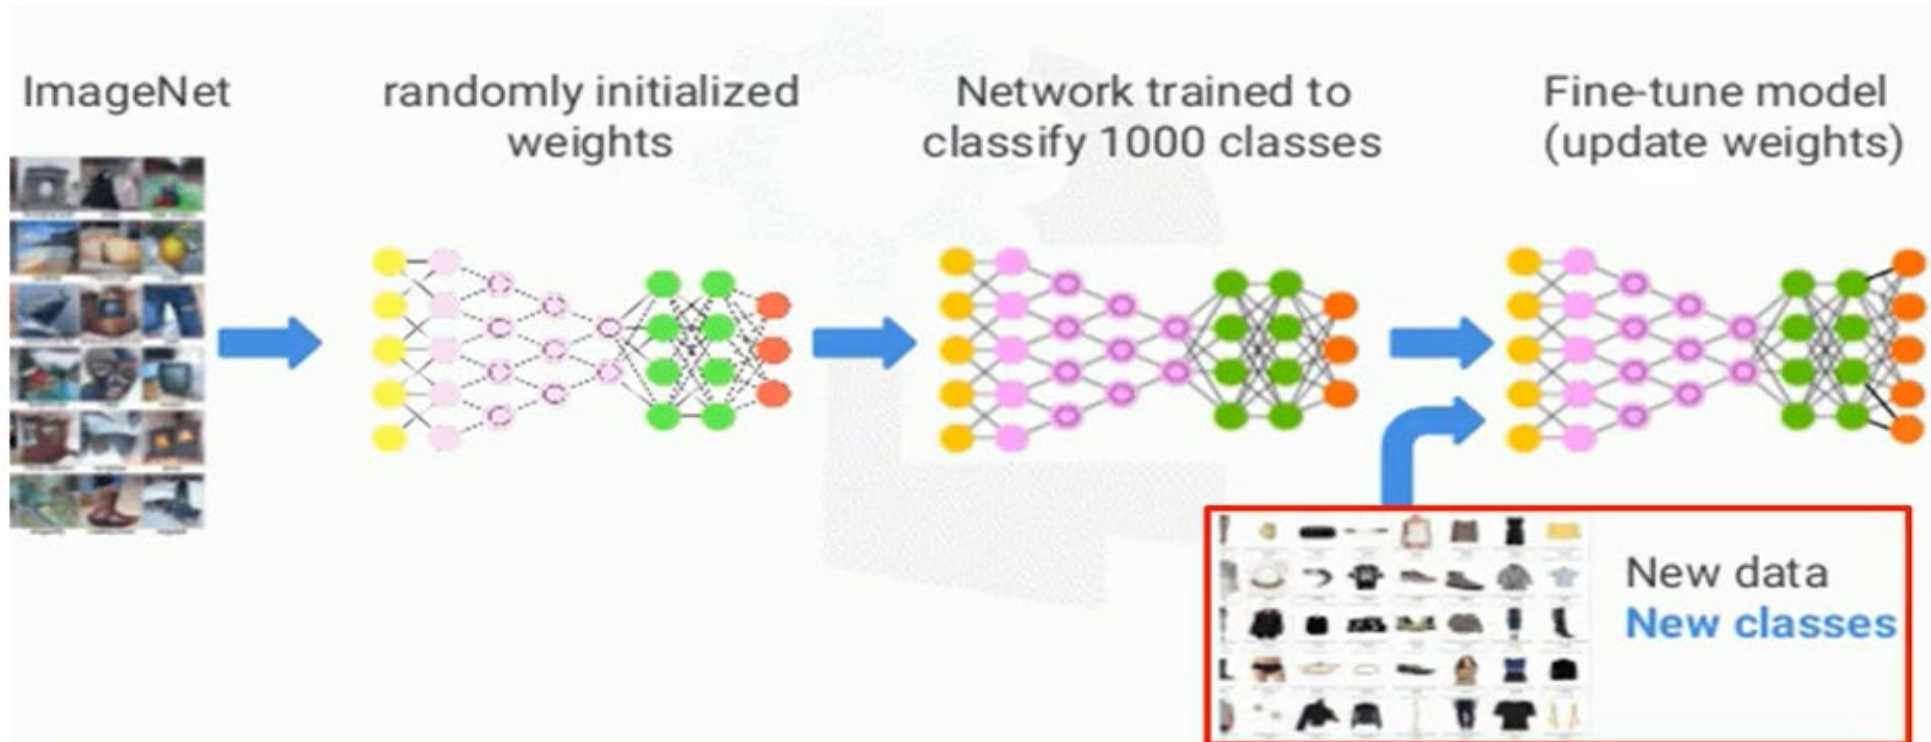 ImageNet
randomly initialized
weights
Network trained to
classify 1000 classes
Fine-tune model
(update weights)
New data
New classes